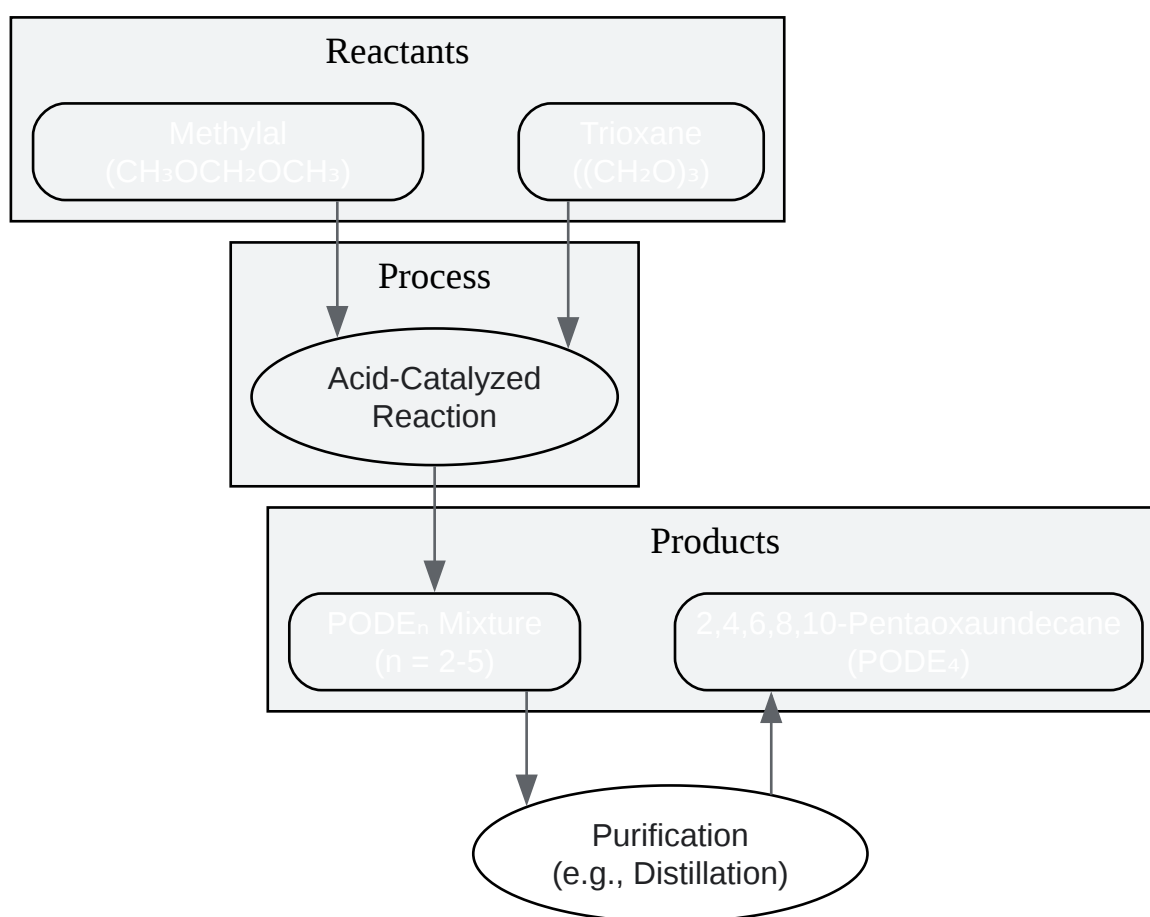 Reactants
Methylal
(CH₃OCH₂OCH₃)
Trioxane
((CH₂O)₃)
Process
Acid-Catalyzed
Reaction
Products
PODEₙ Mixture
(n = 2-5)
2,4,6,8,10-Pentaoxaundecane
(PODE₄)
Purification
(e.g., Distillation)